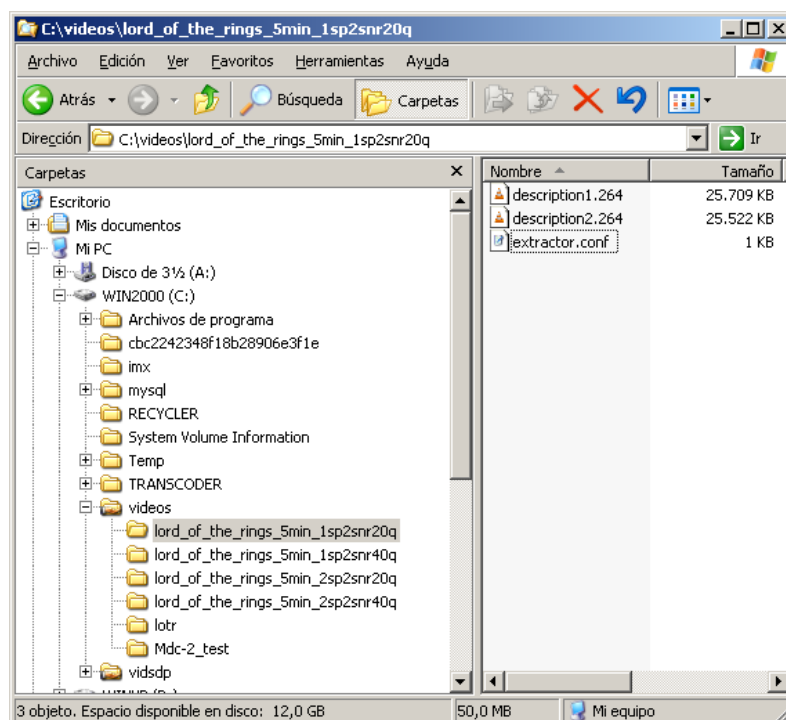 C:\videos\lord_of_the_rings_5min_1sp2snr20q
Archivo Edición Ver Favoritos Herramientas Ayuda
Atrás Búsqueda Carpetas
Dirección C:\videos\lord_of_the_rings_5min_1sp2snr20q Ir
Carpetas
Nombre Tamaño
description1.264 25.709 KB
description2.264 25.522 KB
extractor.conf 1 KB
Escritorio
Mis documentos
Mi PC
Disco de 3½ (A:)
WIN2000 (C:)
Archivos de programa
cbc2242348f18b28906e3f1e
imx
mysql
RECYCLER
System Volume Information
Temp
TRANSCODER
videos
lord_of_the_rings_5min_1sp2snr20q
lord_of_the_rings_5min_1sp2snr40q
lord_of_the_rings_5min_2sp2snr20q
lord_of_the_rings_5min_2sp2snr40q
lotr
Mdc-2_test
vidsdp
3 objeto. Espacio disponible en disco: 12,0 GB 50,0 MB Mi equipo